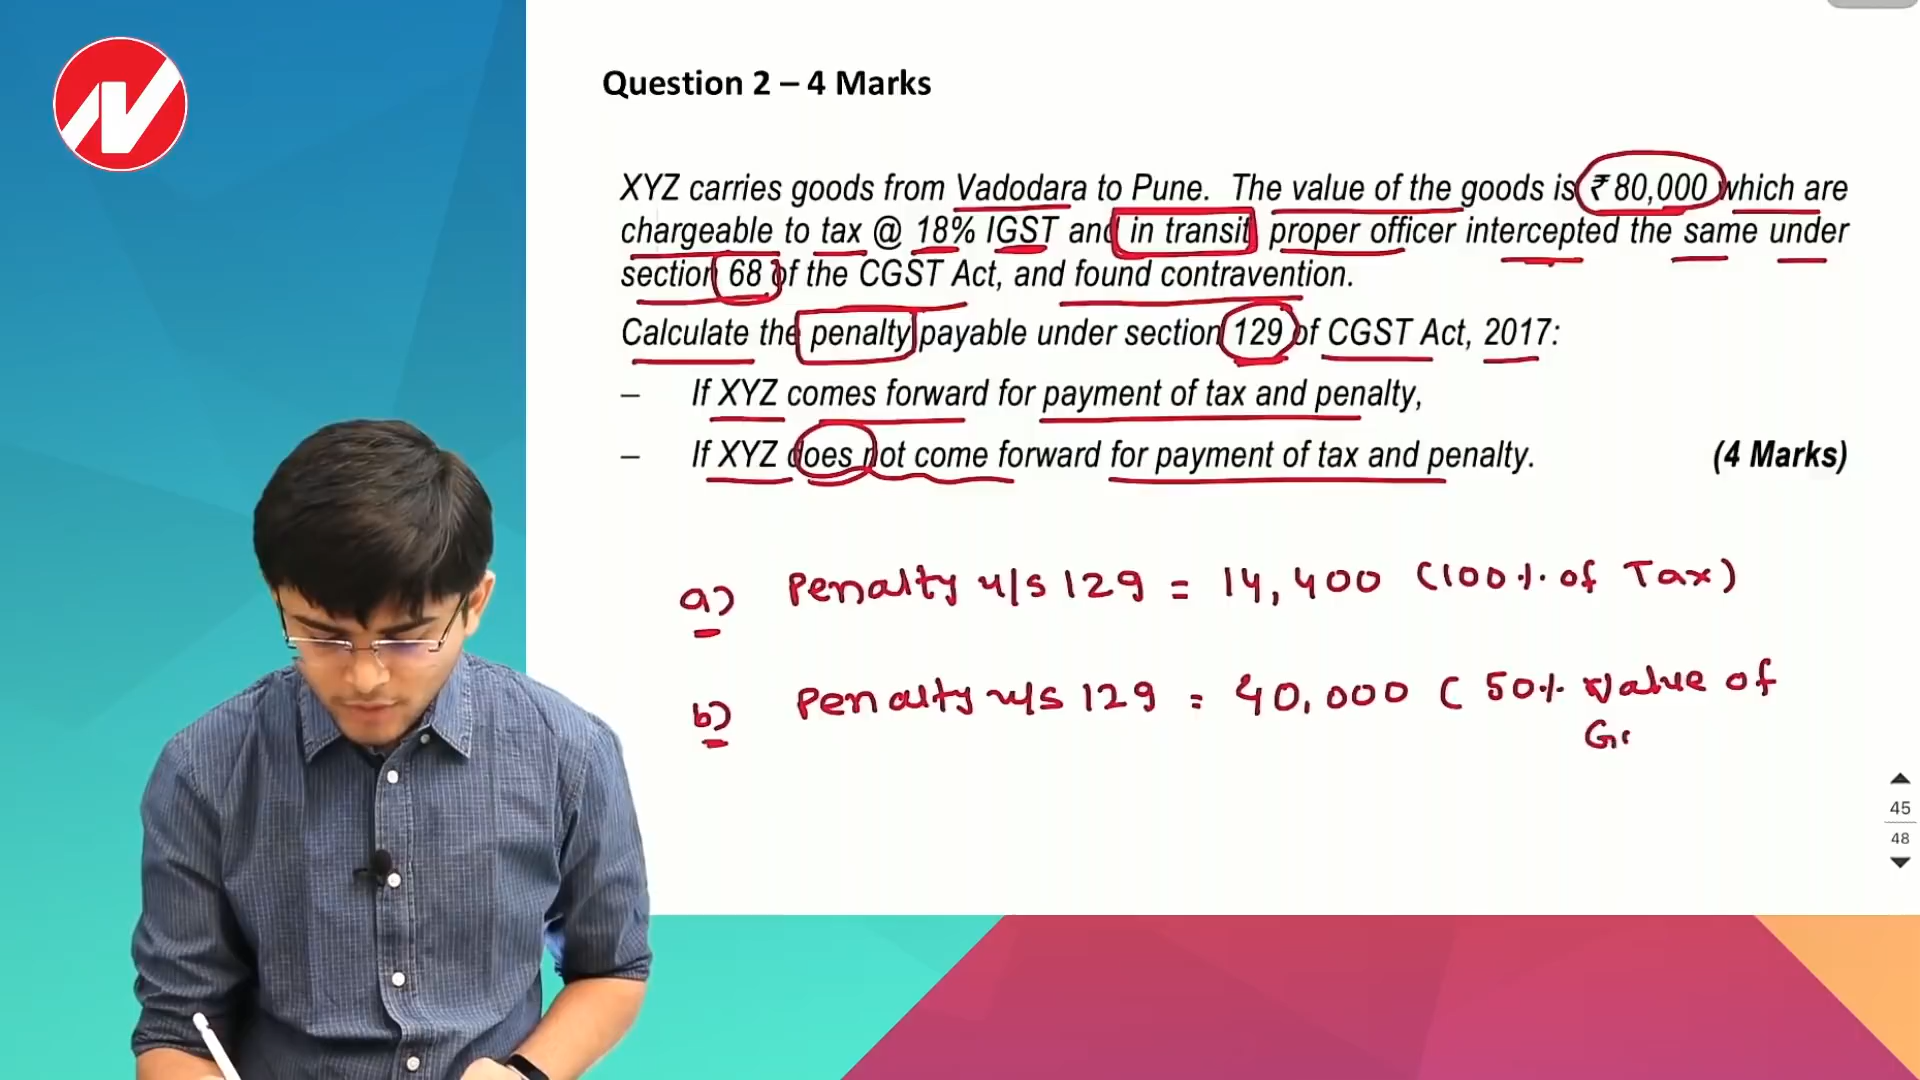 Question 2 – 4 Marks
XYZ carries goods from Vadodara to Pune. The value of the goods is ₹ 80,000 which are
chargeable to tax @ 18% IGST and in transit proper officer intercepted the same under
section 68 of the CGST Act, and found contravention.
Calculate the penalty payable under section 129 of CGST Act, 2017:
– If XYZ comes forward for payment of tax and penalty,
– If XYZ does not come forward for payment of tax and penalty. (4 Marks)
a) Penalty u/s 129 = 14,400 (100% of Tax)
b) Penalty u/s 129 = 40,000 ( 50% value of
Go
45
48